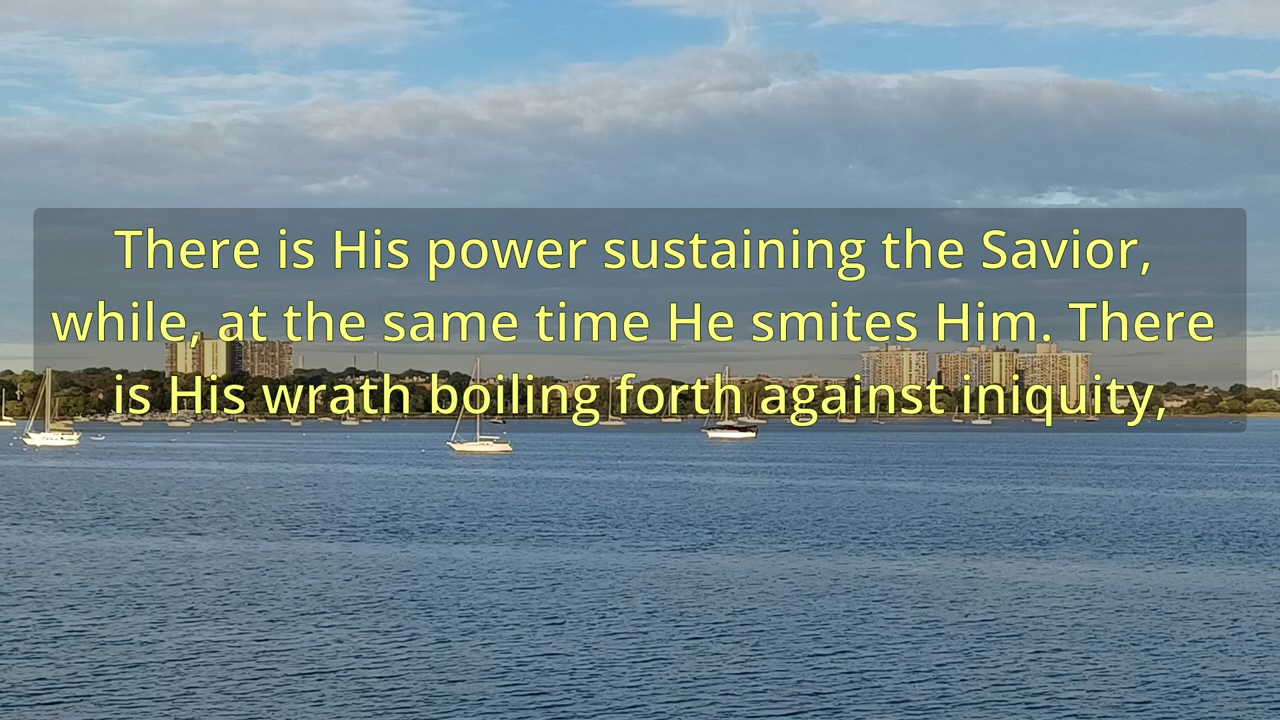 There is His power sustaining the Savior,
while, at the same time He smites Him. There
is His wrath boiling forth against iniquity,